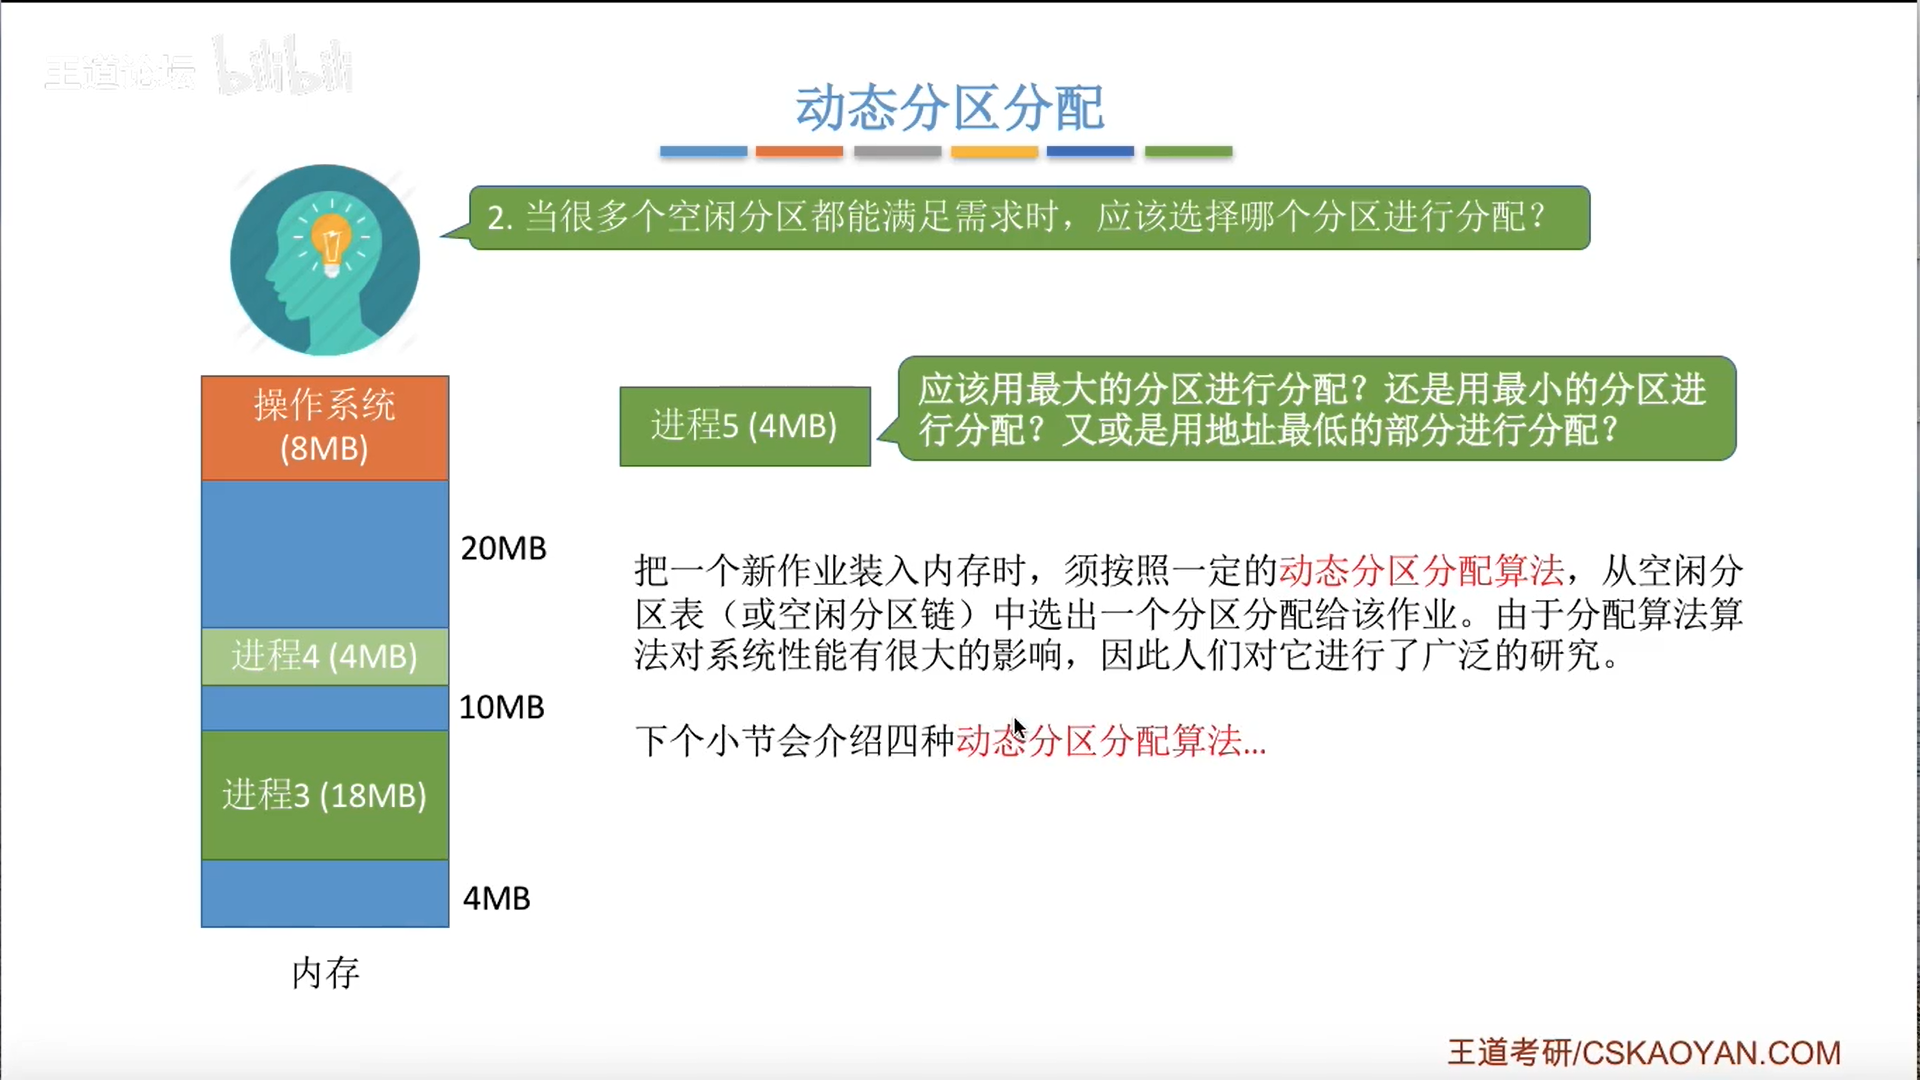 王道论坛 bilibili
动态分区分配
2. 当很多个空闲分区都能满足需求时，应该选择哪个分区进行分配？
操作系统
(8MB)
20MB
进程4 (4MB)
10MB
进程3 (18MB)
4MB
内存
进程5 (4MB)
应该用最大的分区进行分配？还是用最小的分区进
行分配？又或是用地址最低的部分进行分配？
把一个新作业装入内存时，须按照一定的动态分区分配算法，从空闲分
区表（或空闲分区链）中选出一个分区分配给该作业。由于分配算法算
法对系统性能有很大的影响，因此人们对它进行了广泛的研究。
下个小节会介绍四种动态分区分配算法...
王道考研/CSKAOYAN.COM